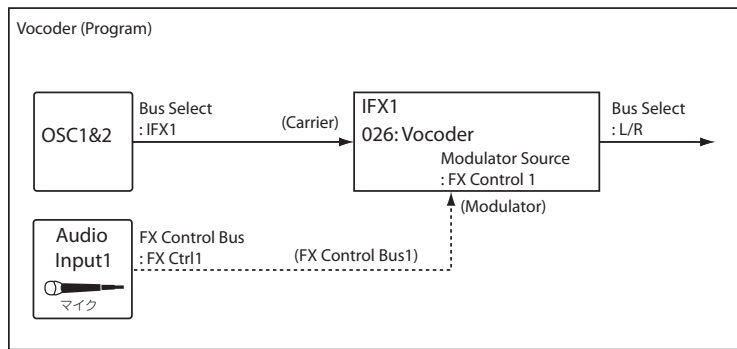 Vocoder (Program)
OSC1&2
Bus Select
: IFX1
(Carrier)
IFX1
026: Vocoder
Modulator Source
: FX Control 1
Bus Select
: L/R
(Modulator)
Audio
Input1
マイク
FX Control Bus
: FX Ctrl1
(FX Control Bus1)